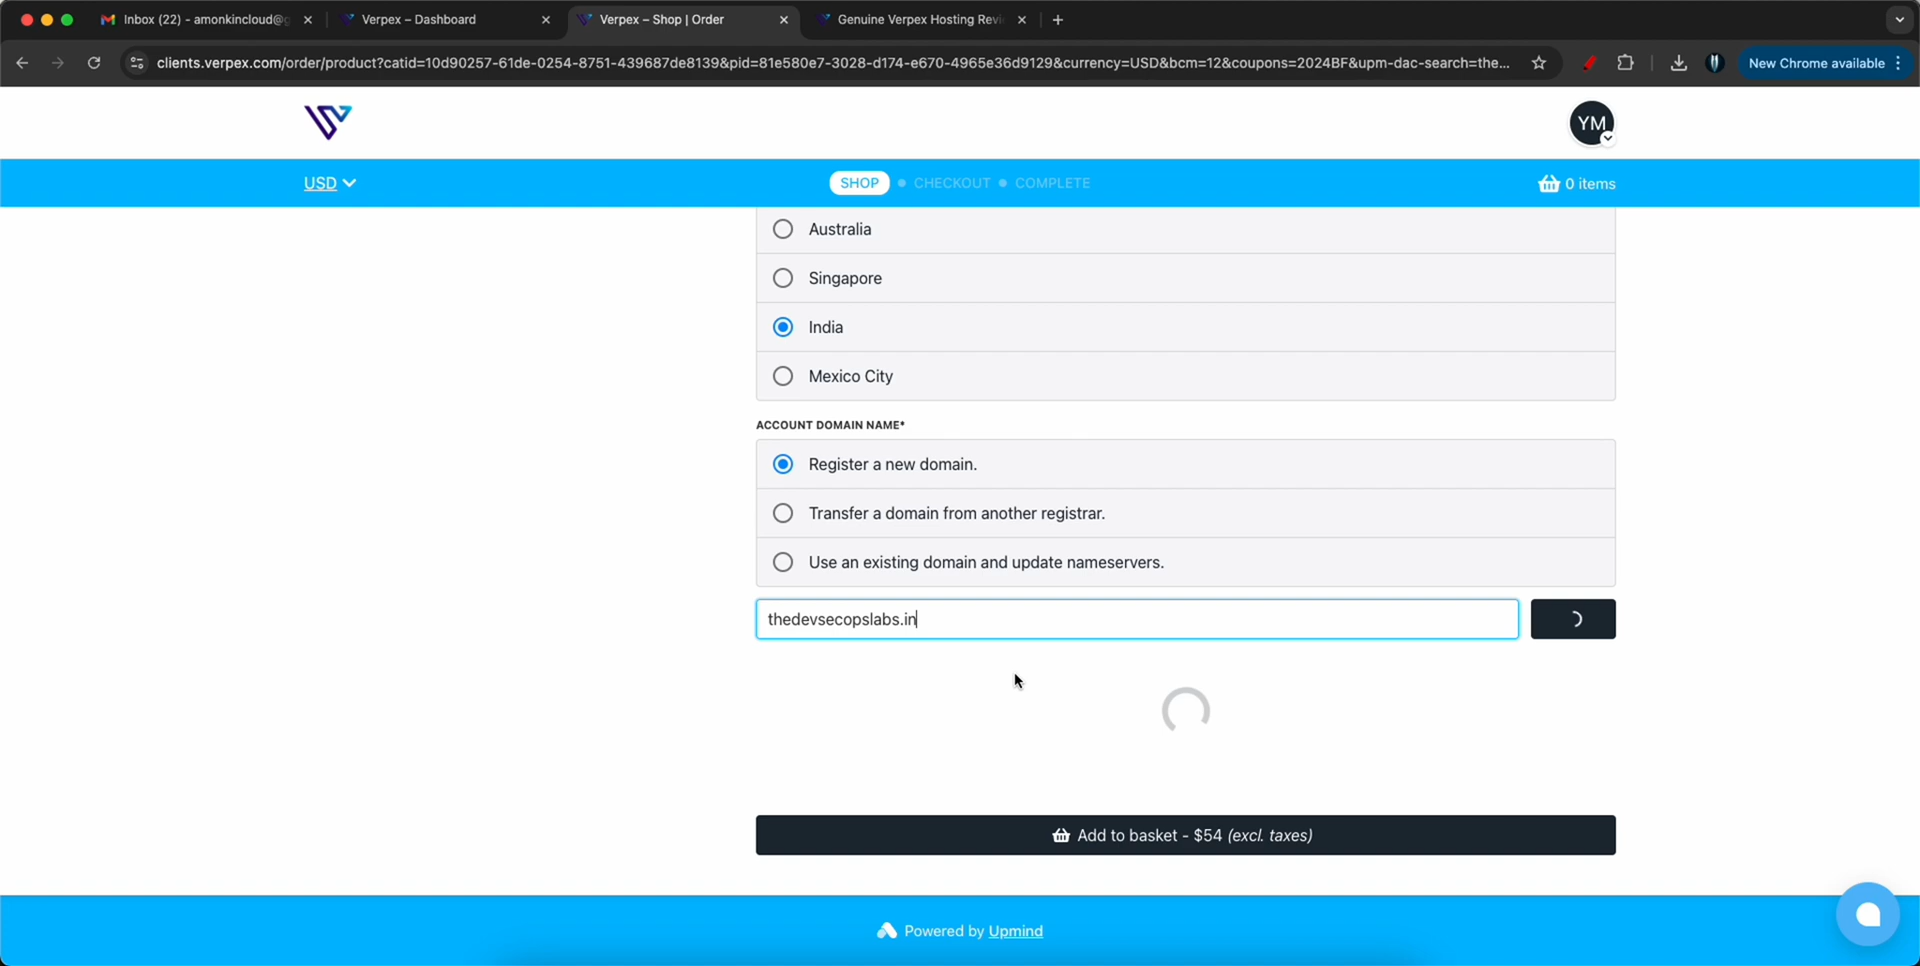 Inbox (22) - amonkincloud@g
Verpex – Dashboard
Verpex – Shop | Order
Genuine Verpex Hosting Revi
clients.verpex.com/order/product?catid=10d90257-61de-0254-8751-439687de8139&pid=81e580e7-3028-d174-e670-4965e36d9129&currency=USD&bcm=12&coupons=2024BF&upm-dac-search=the...
New Chrome available
YM
USD
SHOP
CHECKOUT
COMPLETE
0 items
Australia
Singapore
India
Mexico City
ACCOUNT DOMAIN NAME*
Register a new domain.
Transfer a domain from another registrar.
Use an existing domain and update nameservers.
thedevsecopslabs.in
Add to basket - $54 (excl. taxes)
Powered by Upmind